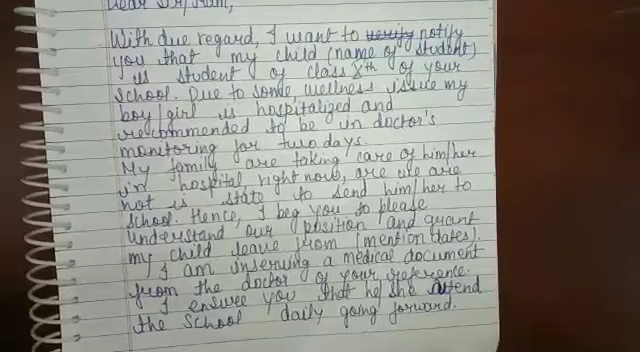 Dear Sir/Mam,
With due regard, I want to verify notify
you that my child (name of student)
is student of class 8th of your
school. Due to some wellness issue my
boy/girl is hospitalized and
recommended to be in doctor's
monitoring for two days.
My family are taking care of him/her
in hospital, right now, are we are
not is state to send him/her to
school. Hence, I beg you to please
understand our position and grant
my child leave from (mention dates).
I am inserving a medical document
from the doctor of your reference.
I ensure you that he/she attend
the school daily going forward.